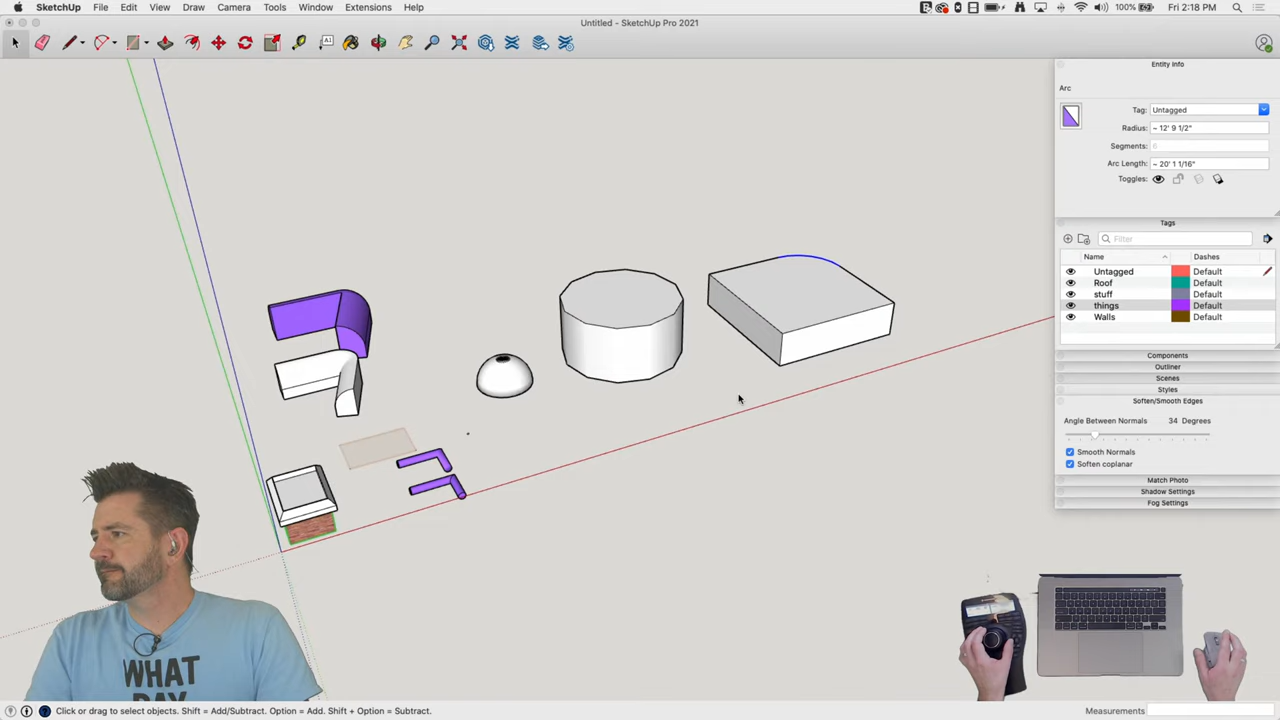 SketchUp File Edit View Draw Camera Tools Window Extensions Help 100% Fri 2:18 PM
Untitled - SketchUp Pro 2021
Entity Info
Arc
Tag: Untagged
Radius: ~ 12' 9 1/2"
Segments: 6
Arc Length: ~ 20' 1 1/16"
Toggles:
Tags
Filter
Name Dashes
Untagged Default
Roof Default
stuff Default
things Default
Walls Default
Components
Outliner
Scenes
Styles
Soften/Smooth Edges
Angle Between Normals 34 Degrees
Smooth Normals
Soften coplanar
Match Photo
Shadow Settings
Fog Settings
WHAT
DAY
Click or drag to select objects. Shift = Add/Subtract. Option = Add. Shift + Option = Subtract.
Measurements